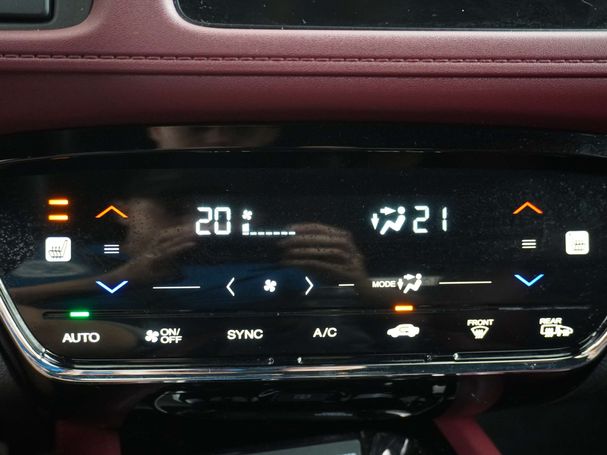 20 21
MODE
AUTO ON/OFF SYNC A/C FRONT REAR